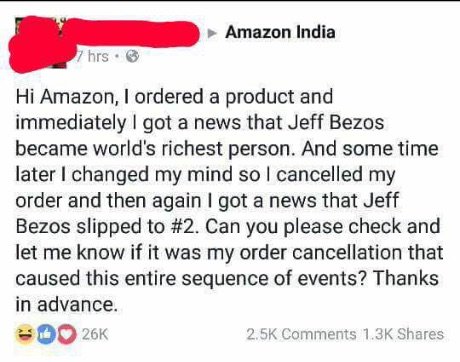 ▸ Amazon India
7 hrs ·
Hi Amazon, I ordered a product and
immediately I got a news that Jeff Bezos
became world's richest person. And some time
later I changed my mind so I cancelled my
order and then again I got a news that Jeff
Bezos slipped to #2. Can you please check and
let me know if it was my order cancellation that
caused this entire sequence of events? Thanks
in advance.
26K 2.5K Comments 1.3K Shares